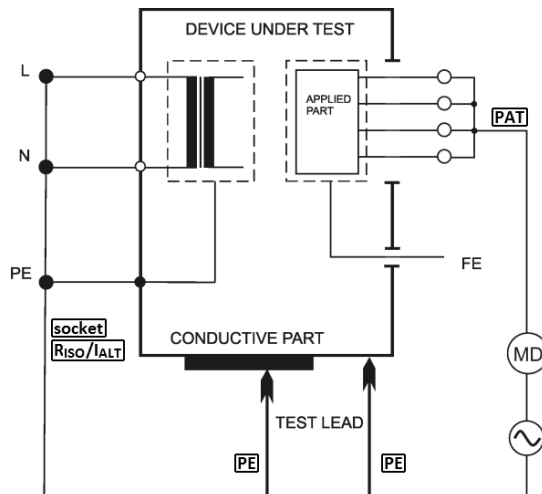 DEVICE UNDER TEST
L
APPLIED
PART
PAT
N
PE
FE
socket
RISO/IALT
CONDUCTIVE PART
MD
TEST LEAD
PE
PE